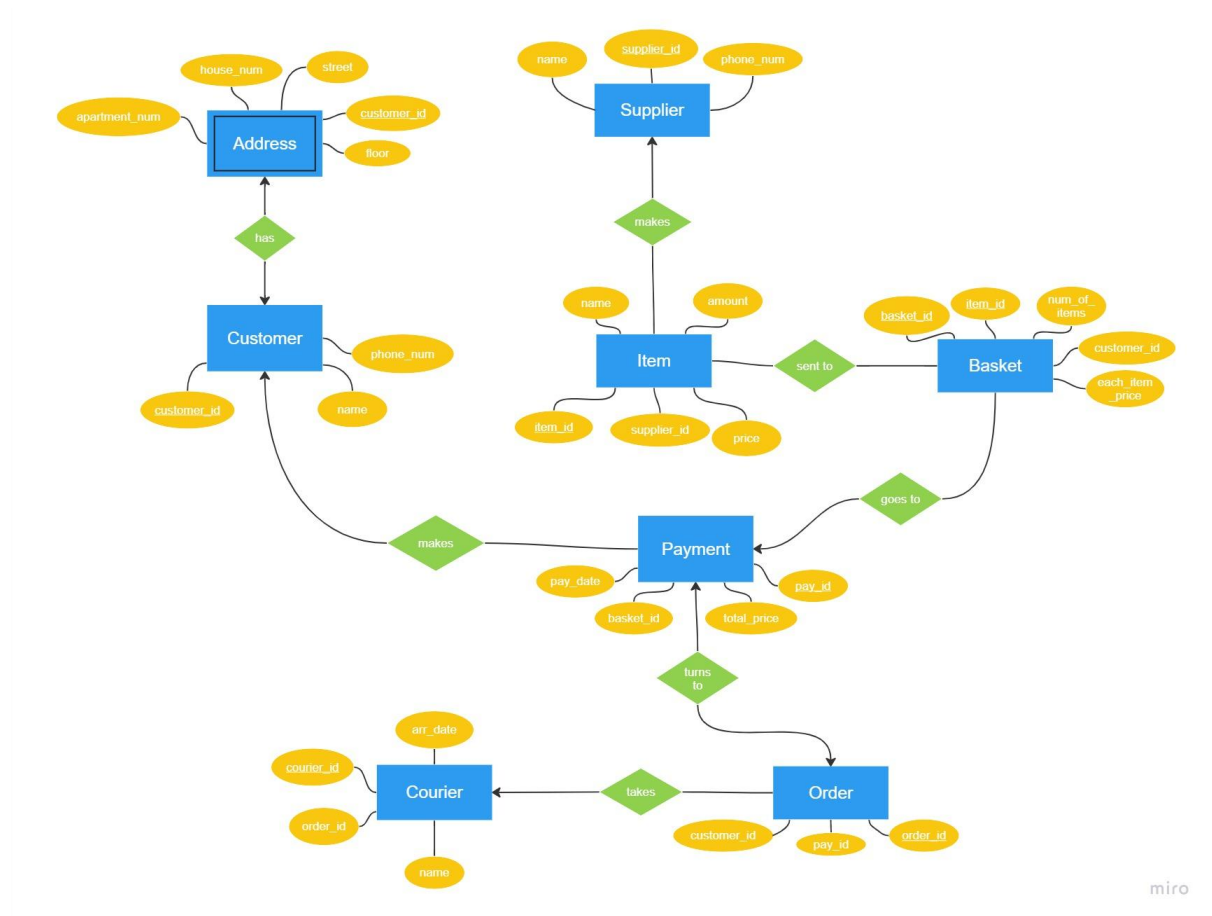 supplier_id
name
phone_num
Supplier
house_num
street
apartment_num
customer_id
Address
floor
makes
has
name
amount
basket_id
item_id
num_of_
items
Customer
phone_num
customer_id
name
Item
sent to
Basket
customer_id
each_item
_price
item_id
supplier_id
price
goes to
makes
Payment
pay_date
pay_id
basket_id
total_price
turns
to
arr_date
courier_id
Courier
takes
Order
order_id
name
customer_id
pay_id
order_id
miro